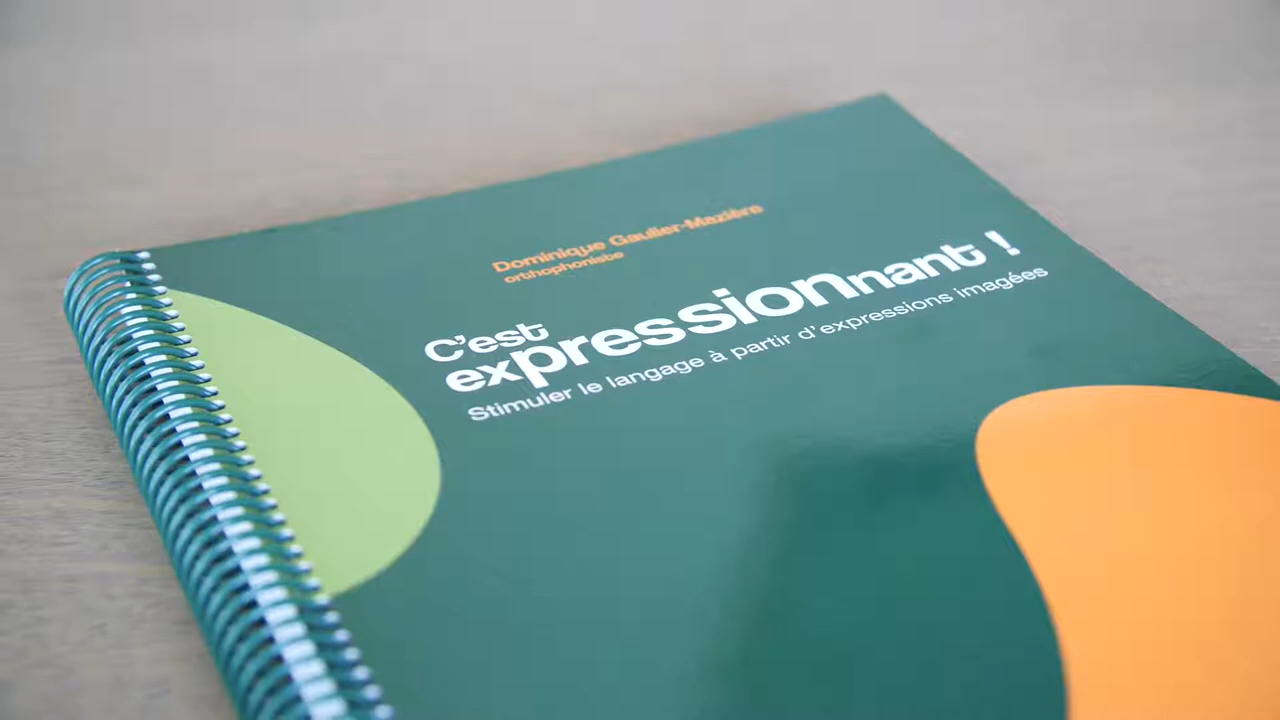 Dominique Gaulier-Mazière
orthophoniste
C'est
expressionnant !
Stimuler le langage à partir d'expressions imagées